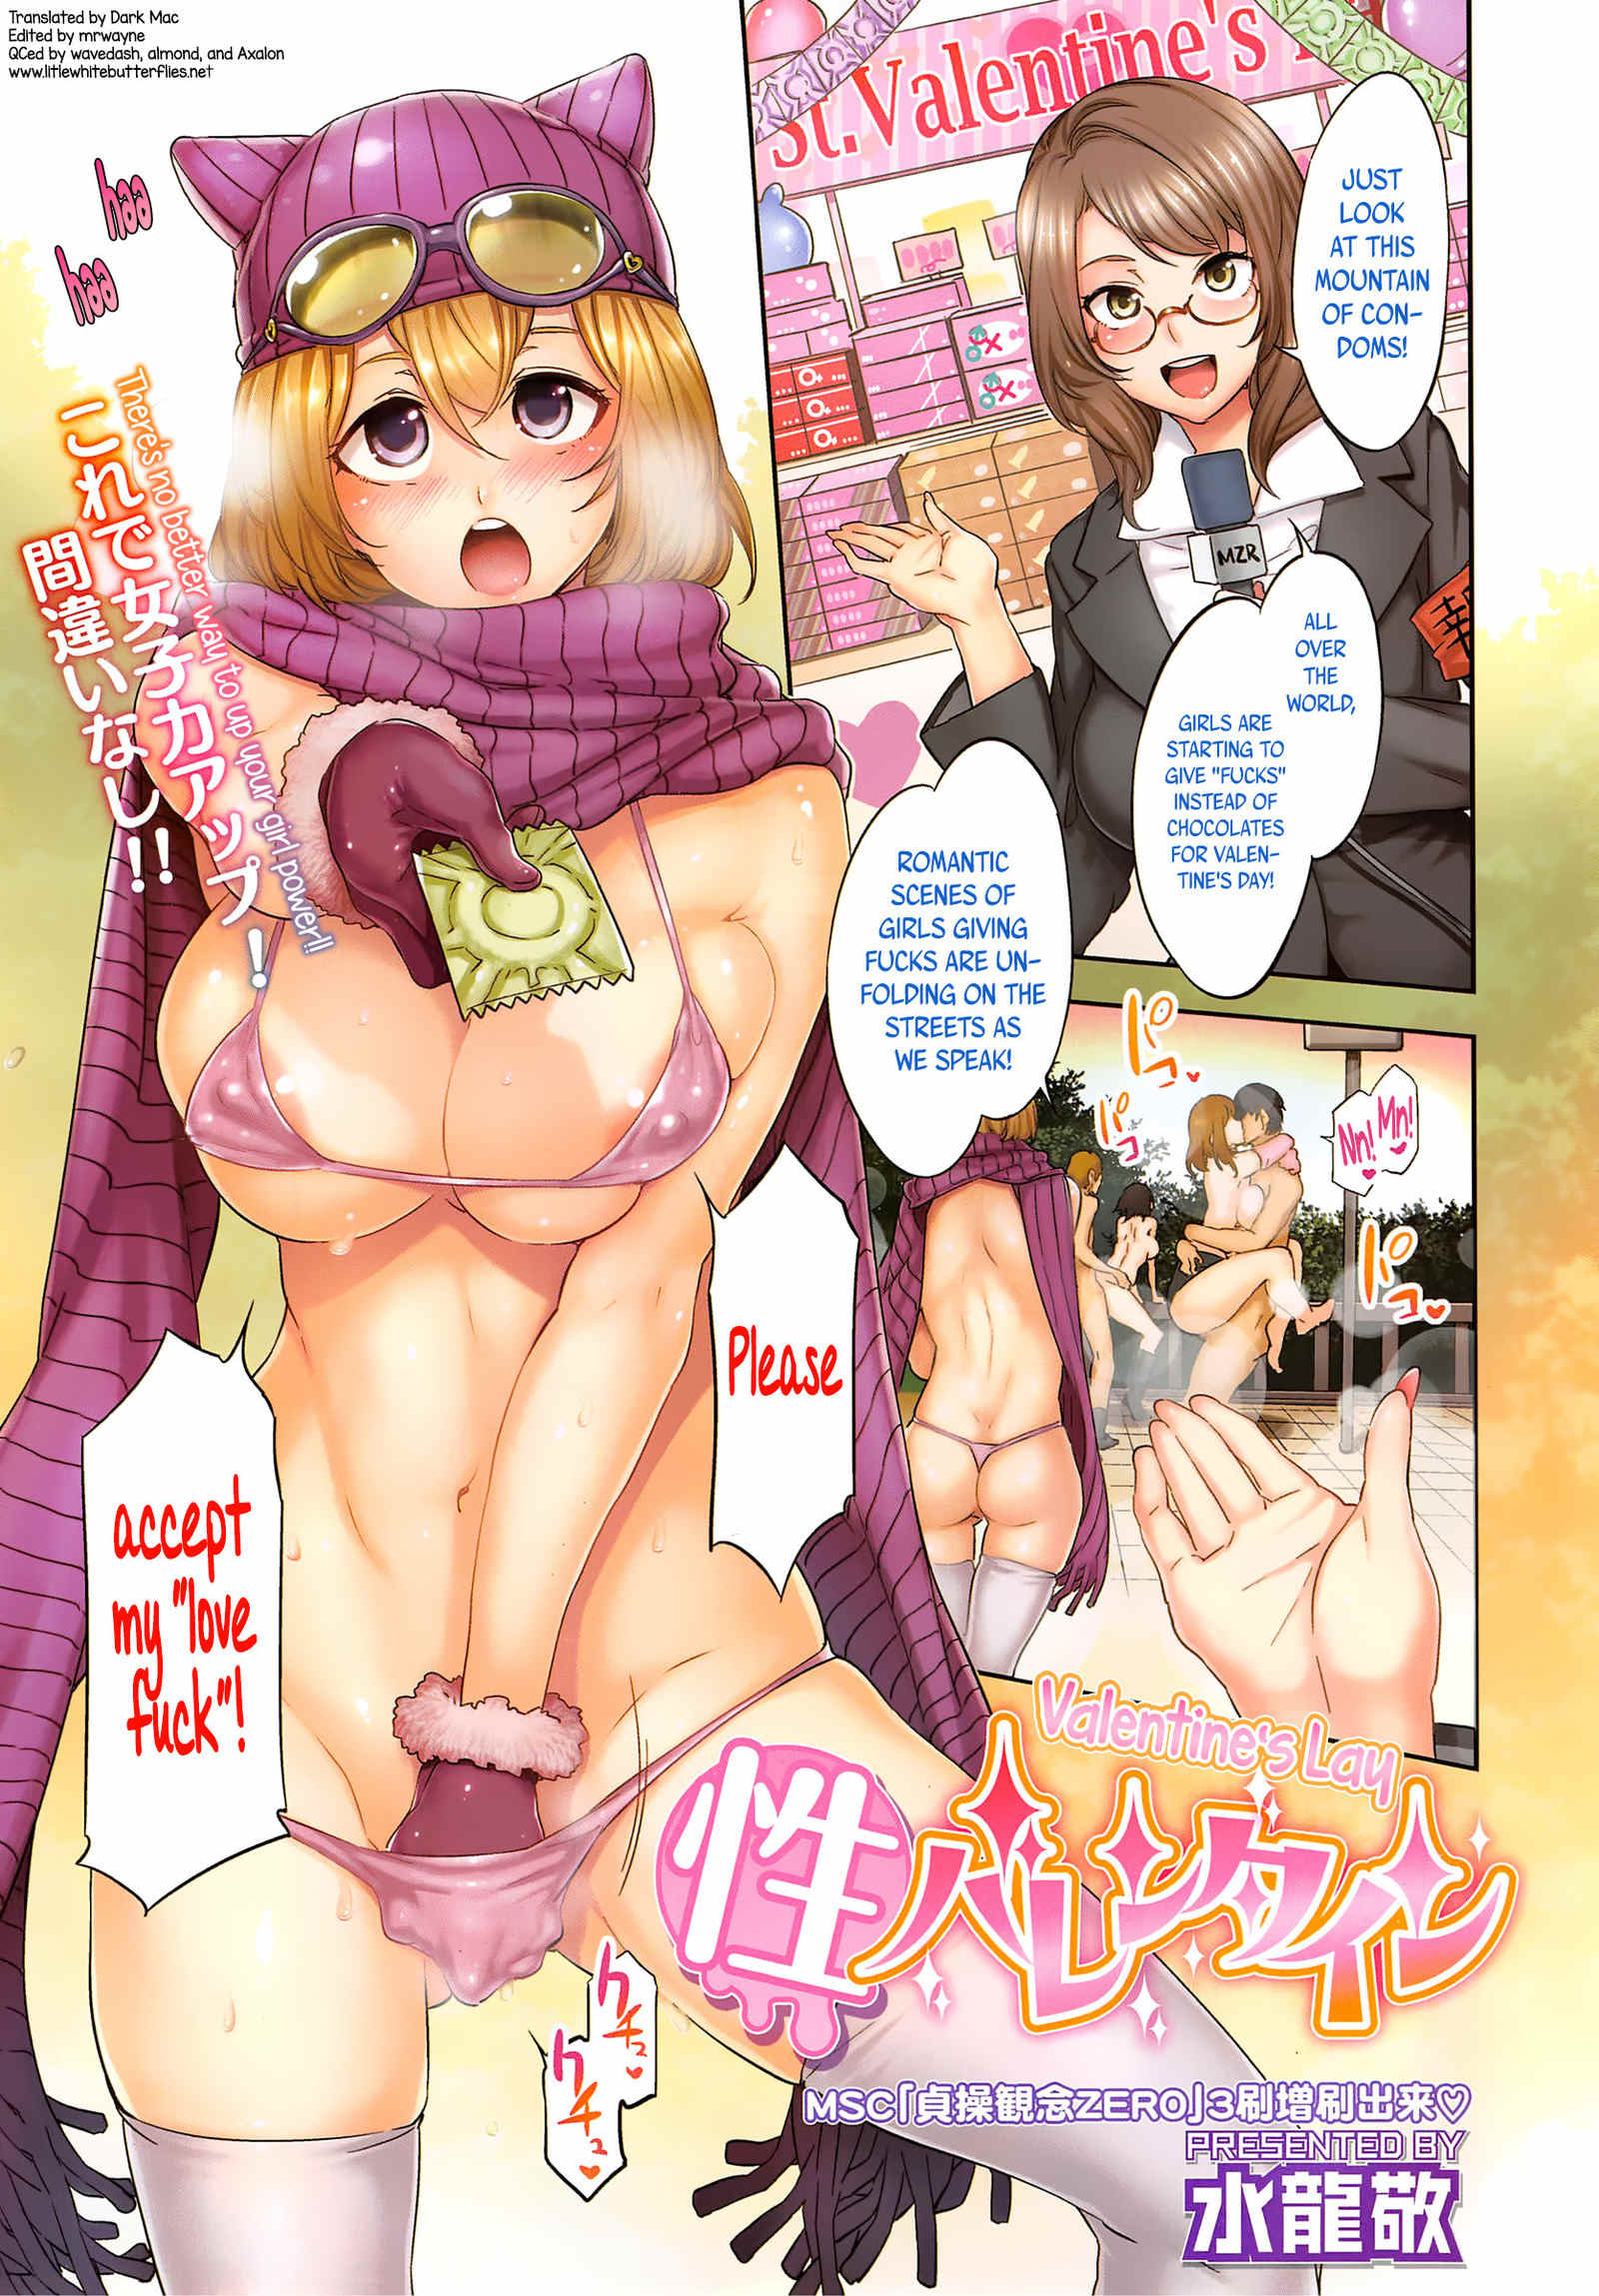 Translated by Dark Mac
Edited by mrwayne
QCed by wavedash, almond, and Axalon
www.littlewhitebutterflies.net
St.Valentine's
JUST
LOOK
AT THIS
MOUNTAIN
OF CON-
DOMS!
MZR
報
ALL
OVER
THE
WORLD,
GIRLS ARE
STARTING TO
GIVE "FUCKS"
INSTEAD OF
CHOCOLATES
FOR VALEN-
TINE'S DAY!
ROMANTIC
SCENES OF
GIRLS GIVING
FUCKS ARE UN-
FOLDING ON THE
STREETS AS
WE SPEAK!
パコ
パコ
Mn!
Nn!
パコ
haa
haa
There's no better way to up your girl power!!
これで女子力アップ!
間違いなし!!
Please
accept
my "love
fuck"!
クチュ
クチュ
Valentine's Lay
性バレンタイン
MSC「貞操観念ZERO」3刷増刷出来♡
PRESENTED BY
水龍敬